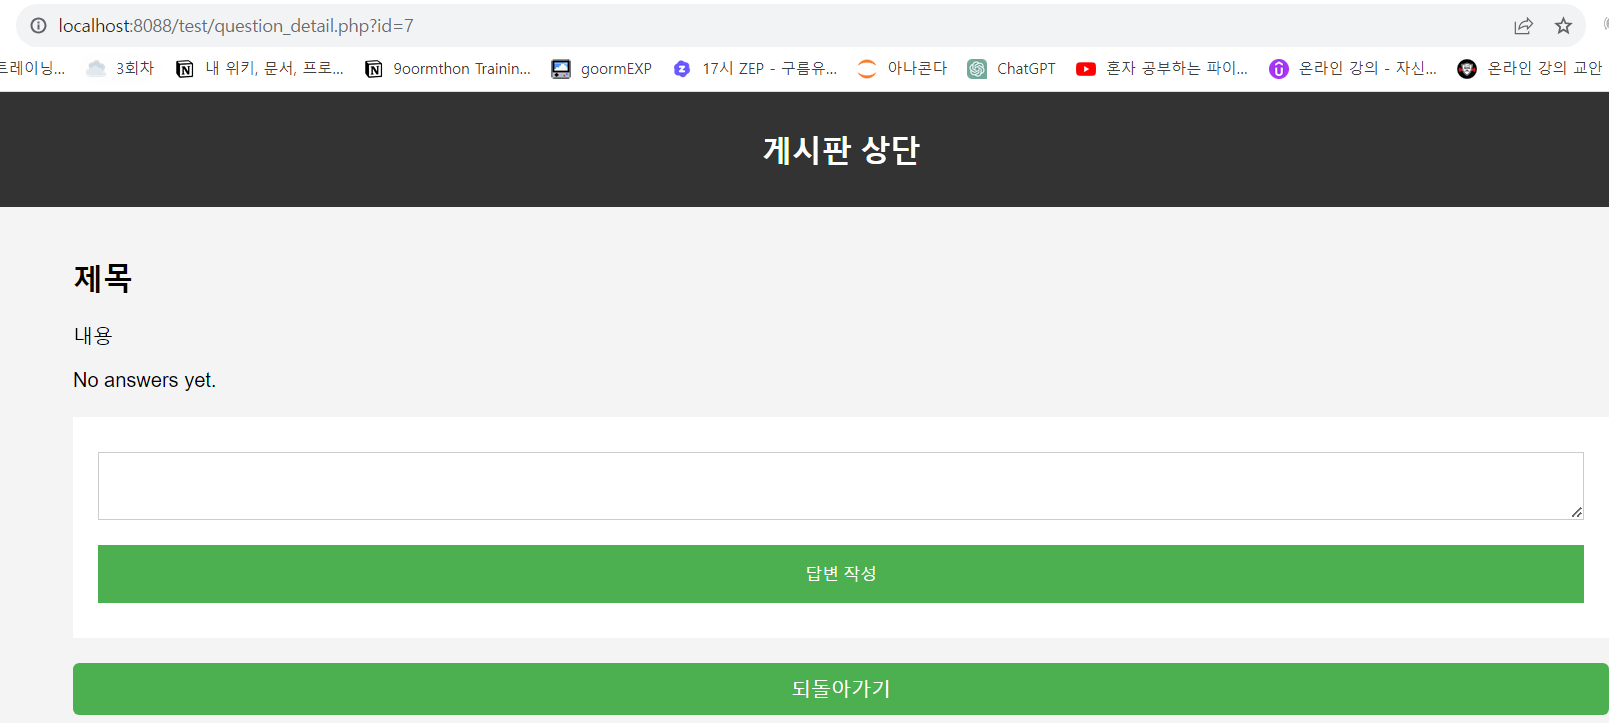 localhost:8088/test/question_detail.php?id=7
트레이닝... 3회차 내 위키, 문서, 프로... 9oormthon Trainin... goormEXP 17시 ZEP - 구름유... 아나콘다 ChatGPT 혼자 공부하는 파이... 온라인 강의 - 자신... 온라인 강의 교안
게시판 상단
제목
내용
No answers yet.
답변 작성
되돌아가기